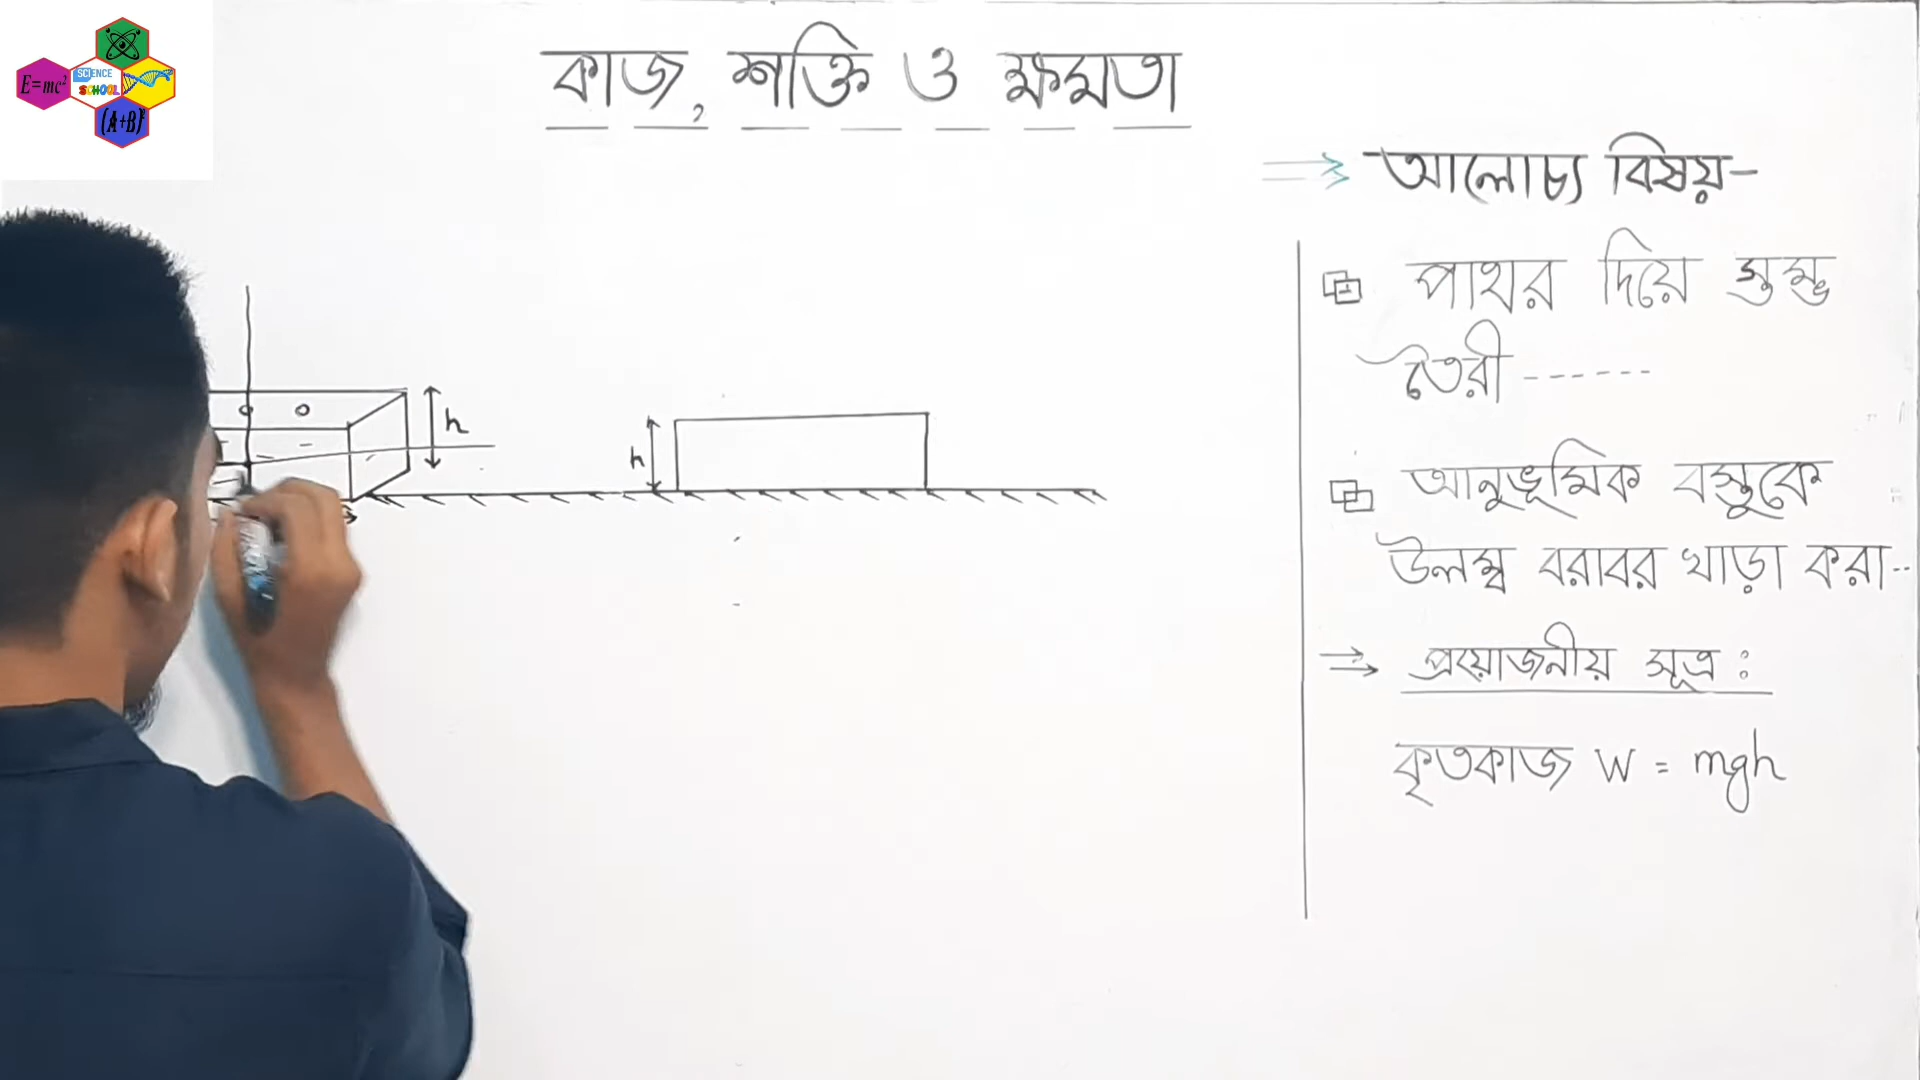 E=mc²
SCIENCE
SCHOOL
(A+B)²
কাজ, শক্তি ও ক্ষমতা
আলোচ্য বিষয়-
পাথর দিয়ে স্তম্ভ
তৈরী ------
আনুভূমিক বস্তুকে
উলম্ব বরাবর খাড়া করা--
প্রয়োজনীয় সূত্র :
কৃতকাজ W = mgh
h
h